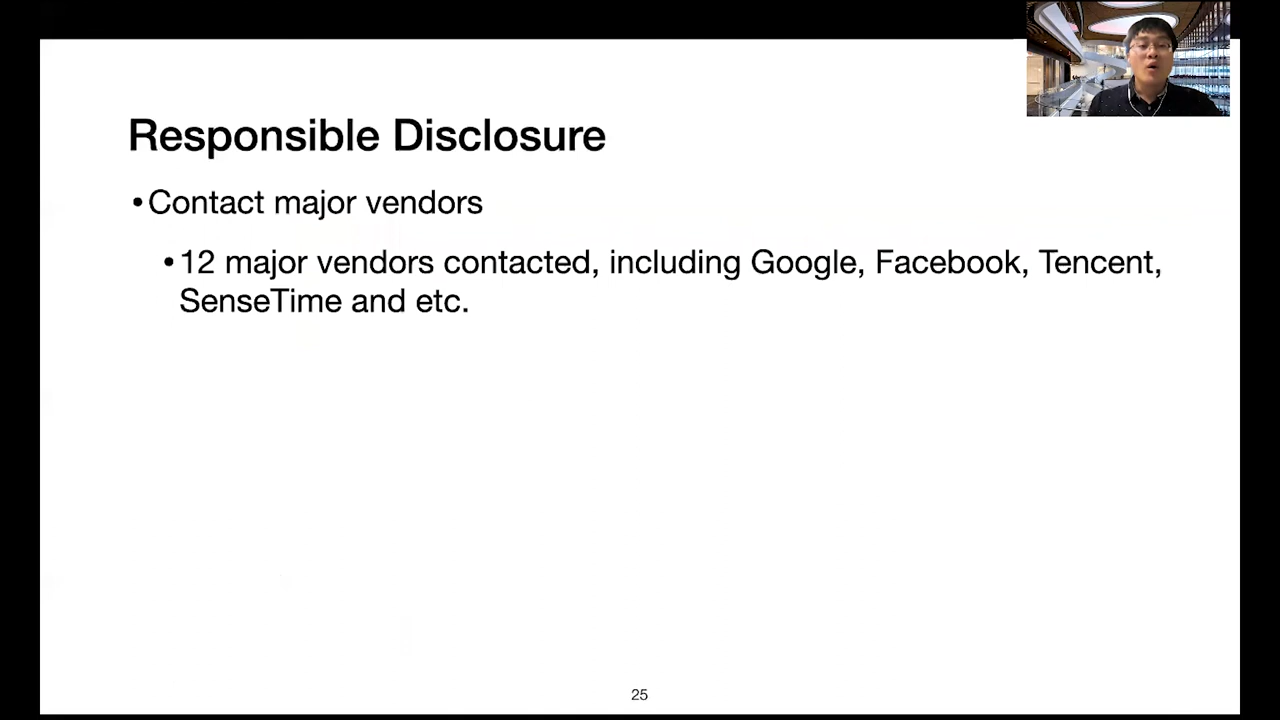 Responsible Disclosure
•Contact major vendors
•12 major vendors contacted, including Google, Facebook, Tencent,
SenseTime and etc.
25